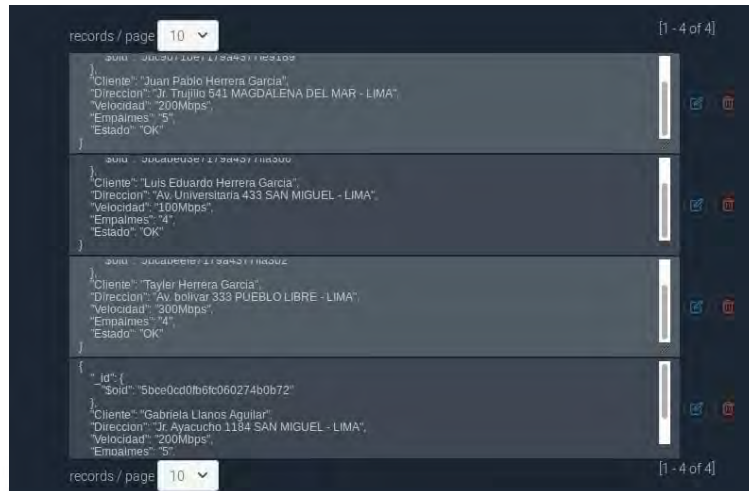 records / page 10
[1 - 4 of 4]
},
"Cliente": "Juan Pablo Herrera Garcia",
"Direccion": "Jr. Trujillo 541 MAGDALENA DEL MAR - LIMA",
"Velocidad": "200Mbps",
"Empalmes": "5",
"Estado": "OK"
}
},
"Cliente": "Luis Eduardo Herrera Garcia",
"Direccion": "Av. Universitaria 433 SAN MIGUEL - LIMA",
"Velocidad": "100Mbps",
"Empalmes": "4",
"Estado": "OK"
}
},
"Cliente": "Tayler Herrera Garcia",
"Direccion": "Av. bolivar 333 PUEBLO LIBRE - LIMA",
"Velocidad": "300Mbps",
"Empalmes": "4",
"Estado": "OK"
}
{
"_id": {
"$oid": "5bce0cd0fb6fc060274b0b72"
},
"Cliente": "Gabriela Llanos Aguilar",
"Direccion": "Jr. Ayacucho 1184 SAN MIGUEL - LIMA",
"Velocidad": "200Mbps",
"Empalmes": "5"
records / page 10
[1 - 4 of 4]